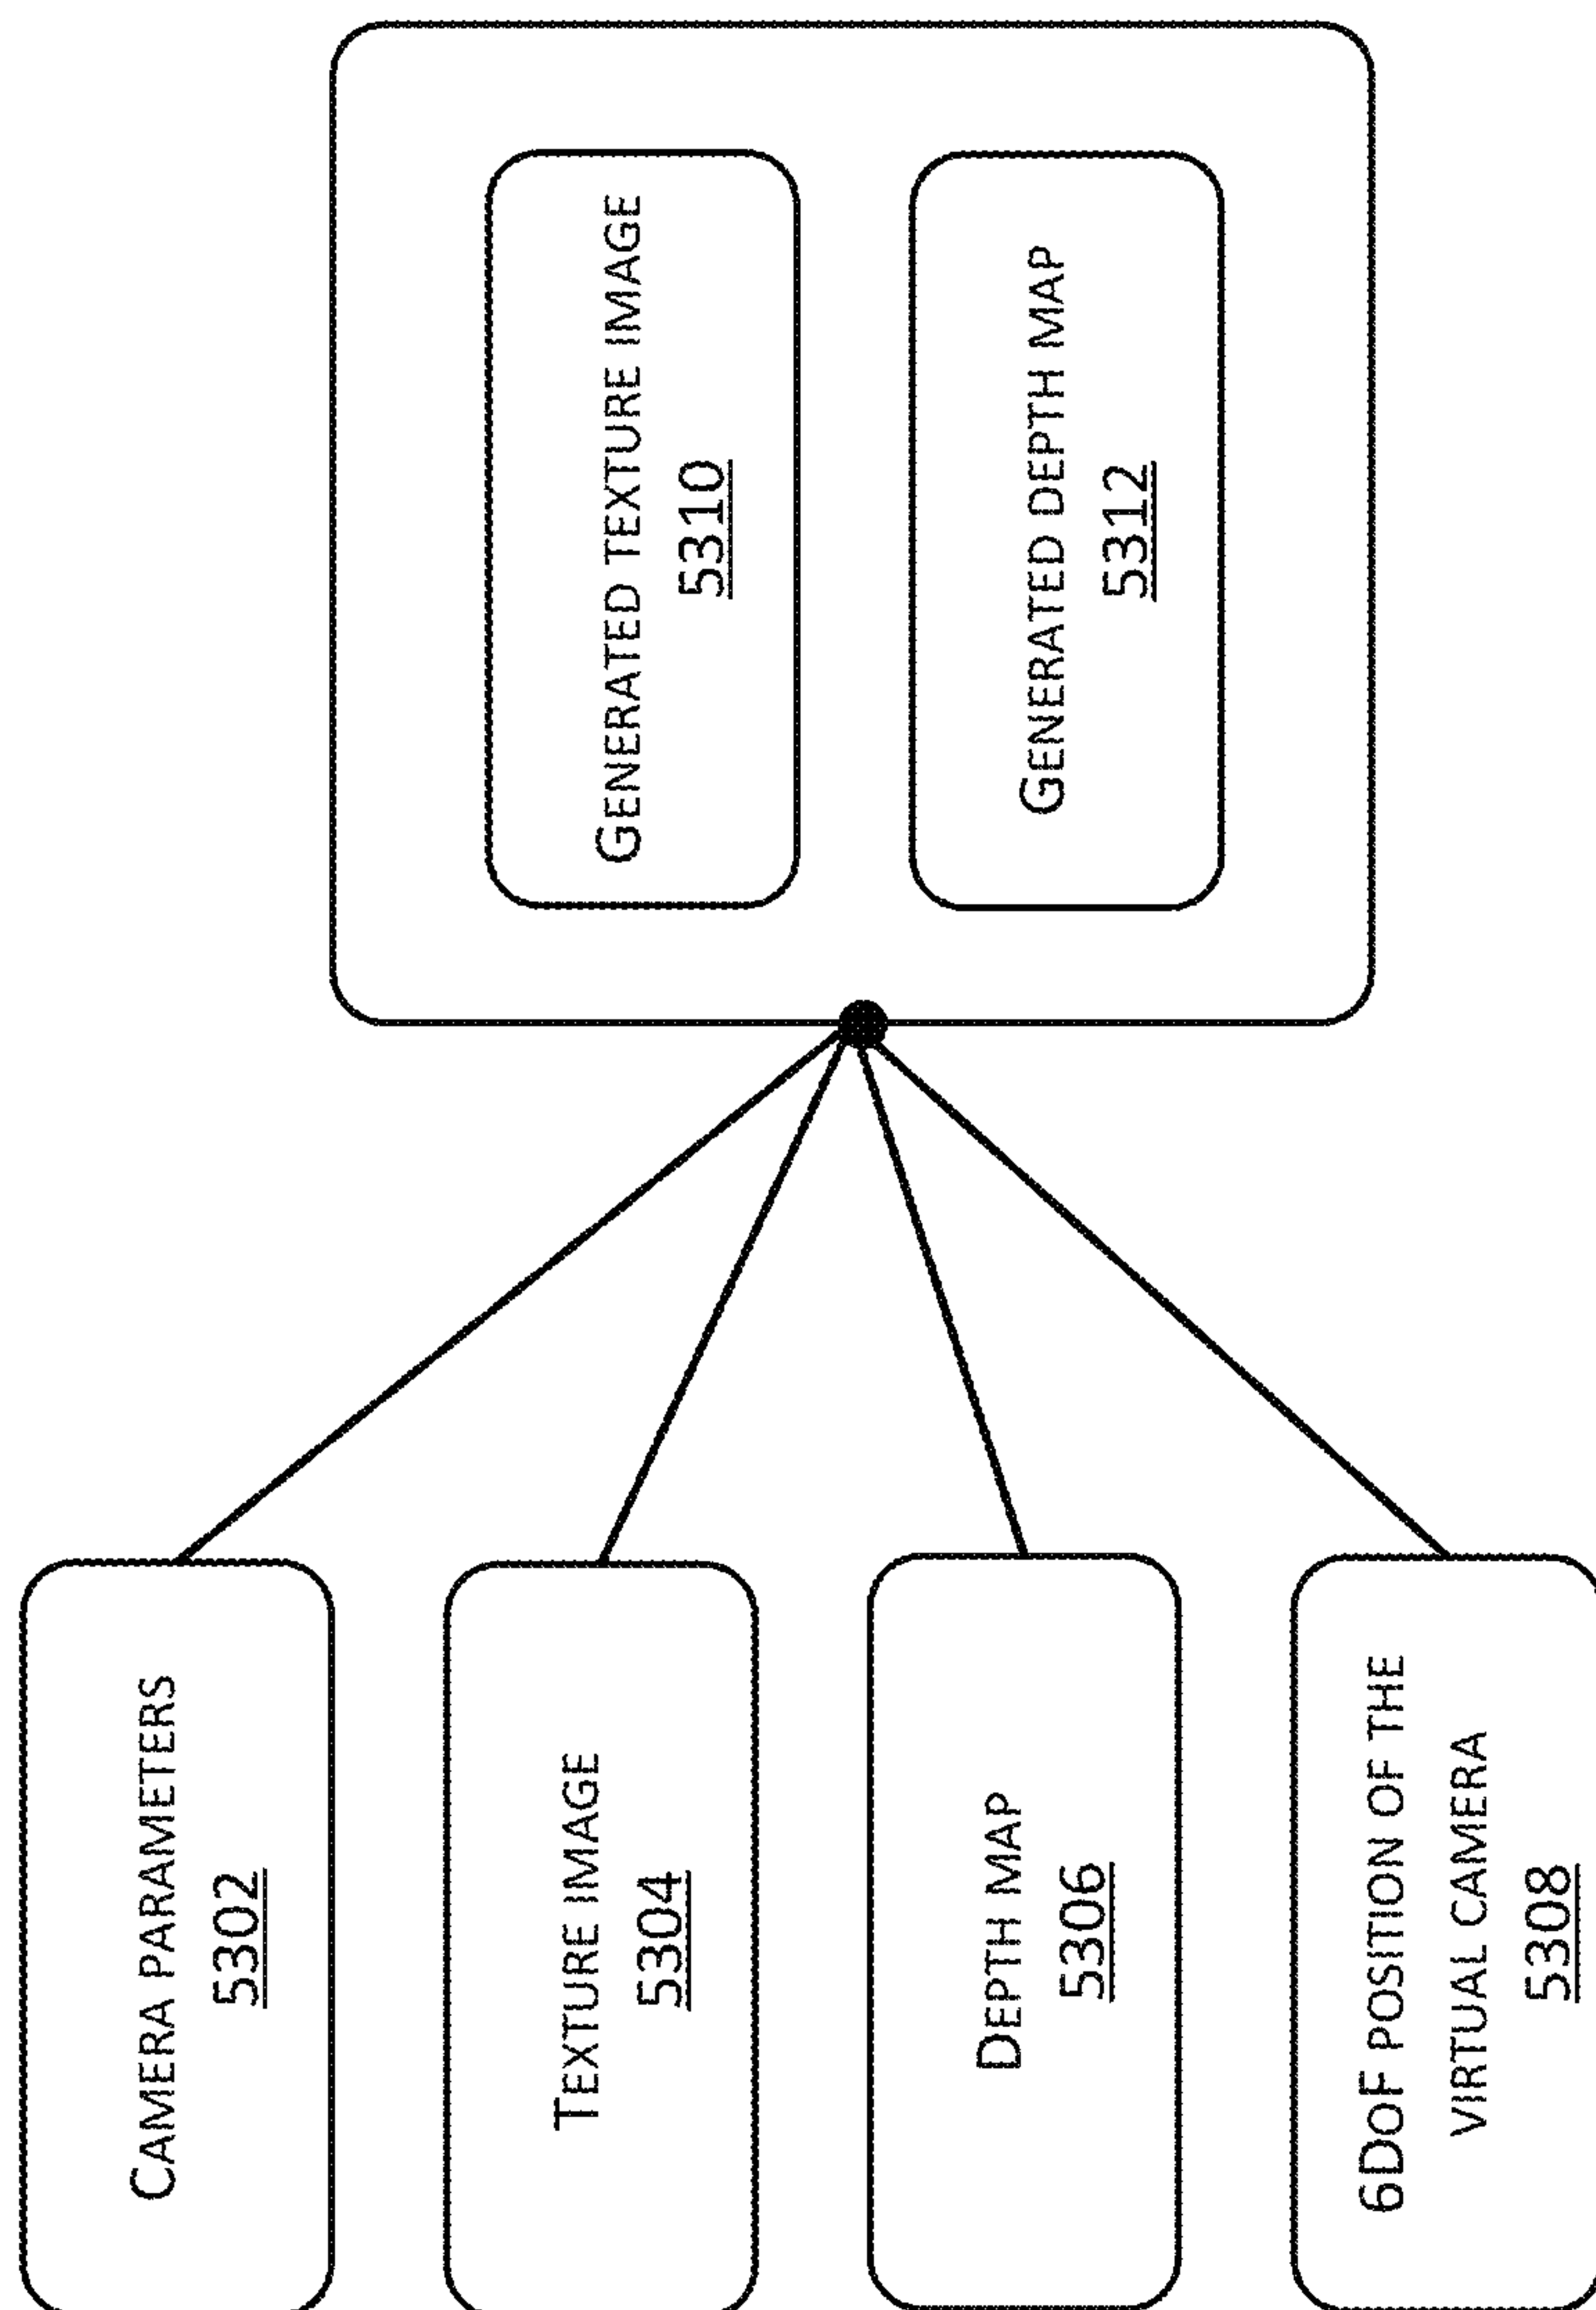 CAMERA PARAMETERS
5302
TEXTURE IMAGE
5304
DEPTH MAP
5306
6DOF POSITION OF THE
VIRTUAL CAMERA
5308
GENERATED TEXTURE IMAGE
5310
GENERATED DEPTH MAP
5312